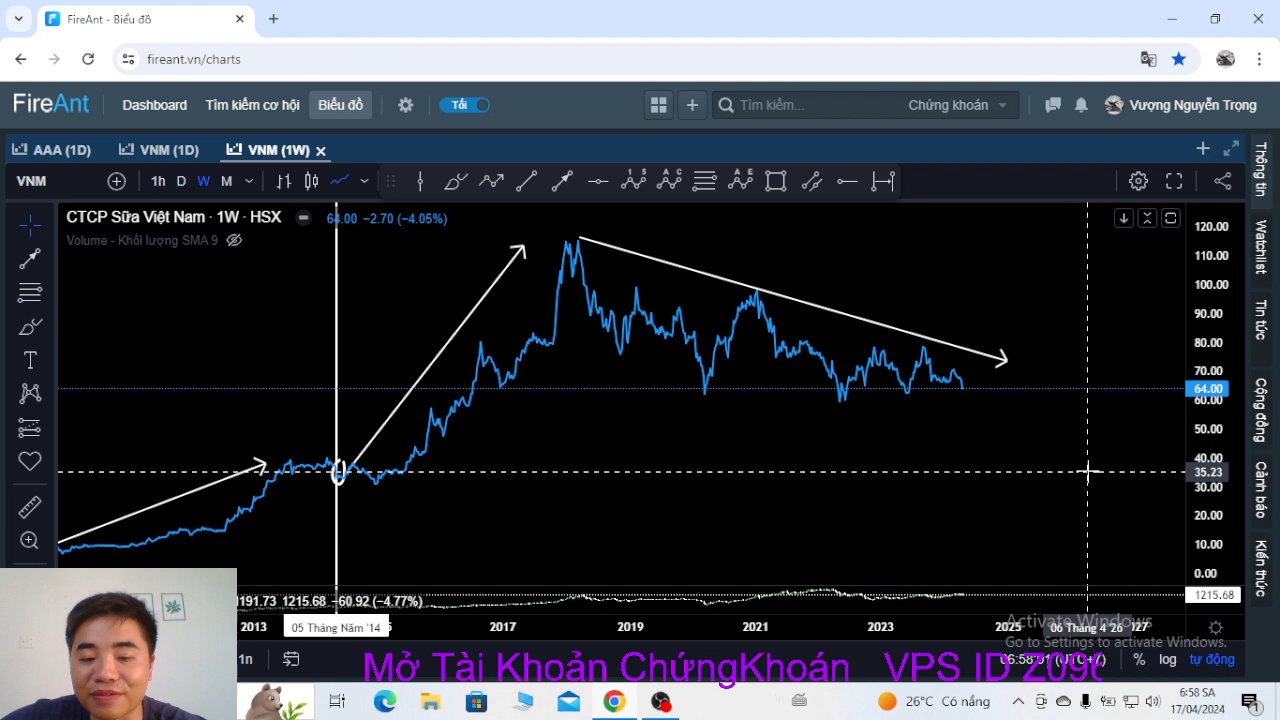 FireAnt - Biểu đồ
fireant.vn/charts
FireAnt Dashboard Tìm kiếm cơ hội Biểu đồ Tối Tìm kiếm... Chứng khoán Vượng Nguyễn Trọng
AAA (1D) VNM (1D) VNM (1W)
VNM 1h D W M
CTCP Sữa Việt Nam · 1W · HSX 64.00 −2.70 (−4.05%)
Volume - Khối lượng SMA 9
120.00
110.00
100.00
90.00
80.00
70.00
64.00
60.00
50.00
40.00
35.23
30.00
20.00
10.00
0.00
Thông tin
Watchlist
Tin tức
Cộng đồng
Cảnh báo
Kiến thức
1215.68 −60.92 (−4.77%)
1215.68
2013 05 Tháng Năm '14 2017 2019 2021 2023 2025 06 Tháng 4 '26
Activate Windows
Go to Settings to activate Windows.
(UTC+7) % log tự động
Mở Tài Khoản ChứngKhoán VPS ID
26°C Có nắng
6:58 SA
17/04/2024